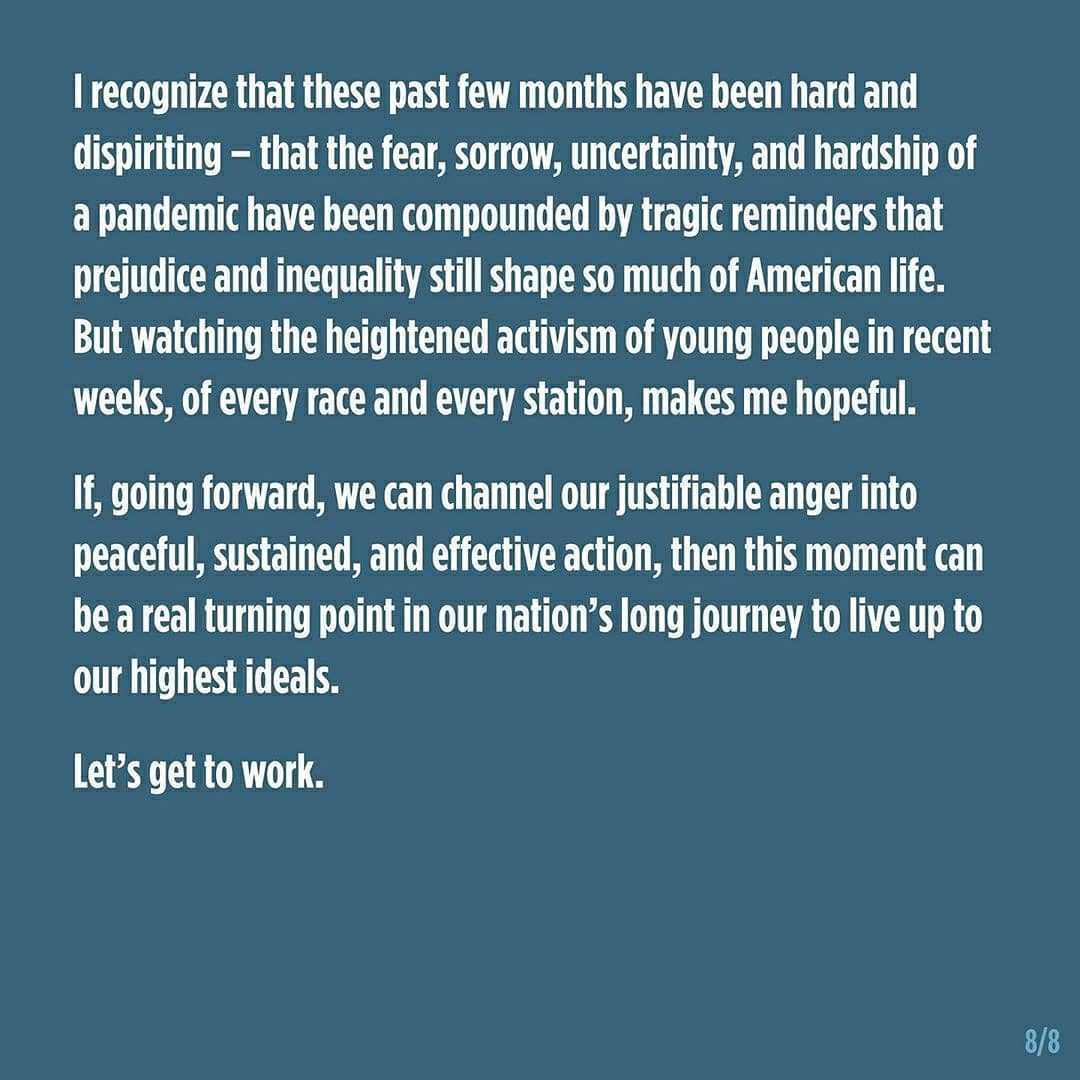 I recognize that these past few months have been hard and
dispiriting – that the fear, sorrow, uncertainty, and hardship of
a pandemic have been compounded by tragic reminders that
prejudice and inequality still shape so much of American life.
But watching the heightened activism of young people in recent
weeks, of every race and every station, makes me hopeful.
If, going forward, we can channel our justifiable anger into
peaceful, sustained, and effective action, then this moment can
be a real turning point in our nation’s long journey to live up to
our highest ideals.
Let’s get to work.
8/8